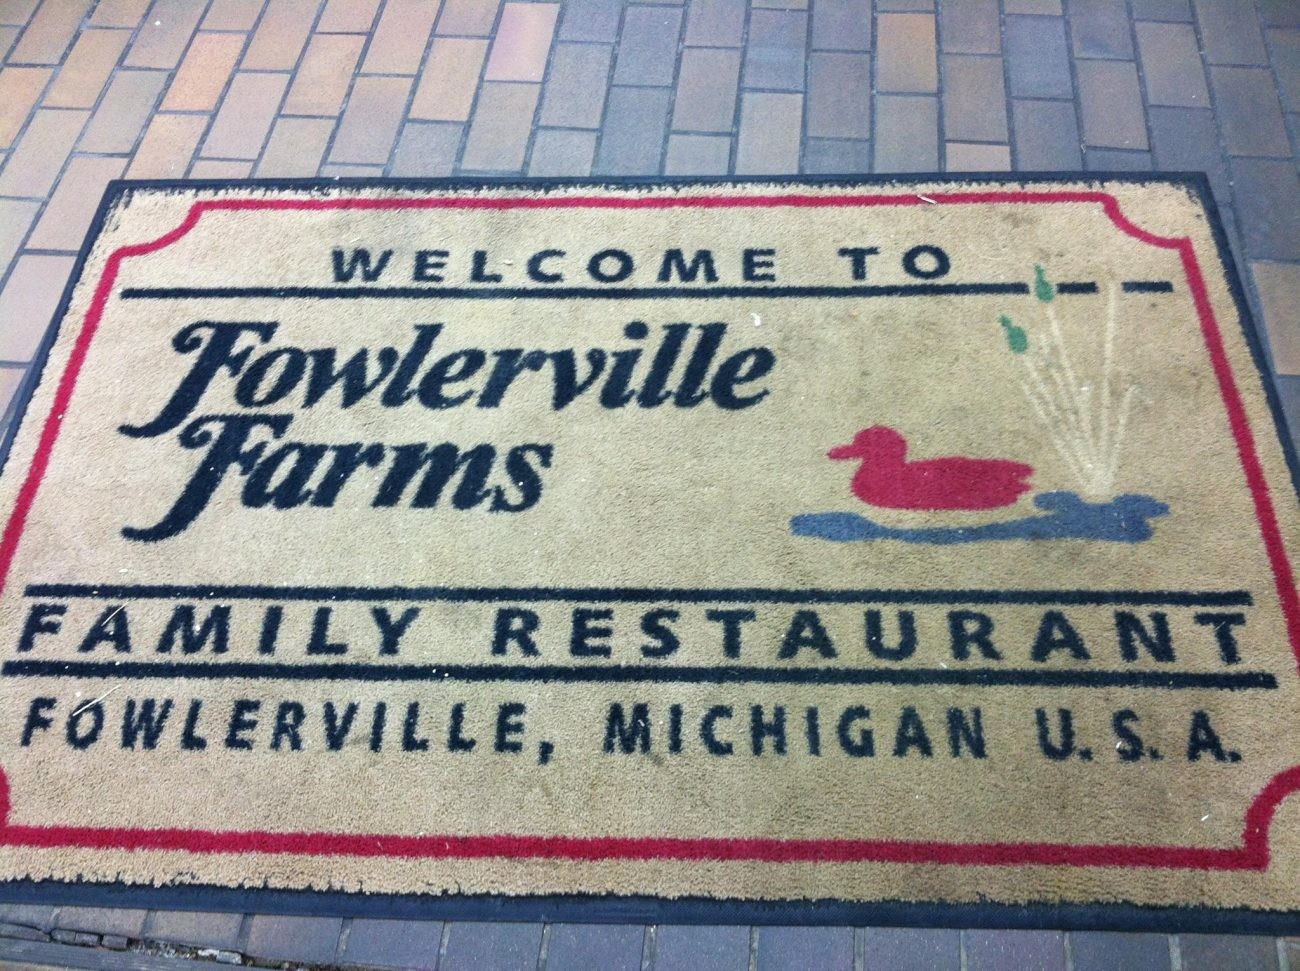 WELCOME TO
Fowlerville
Farms
FAMILY RESTAURANT
FOWLERVILLE, MICHIGAN U.S.A.